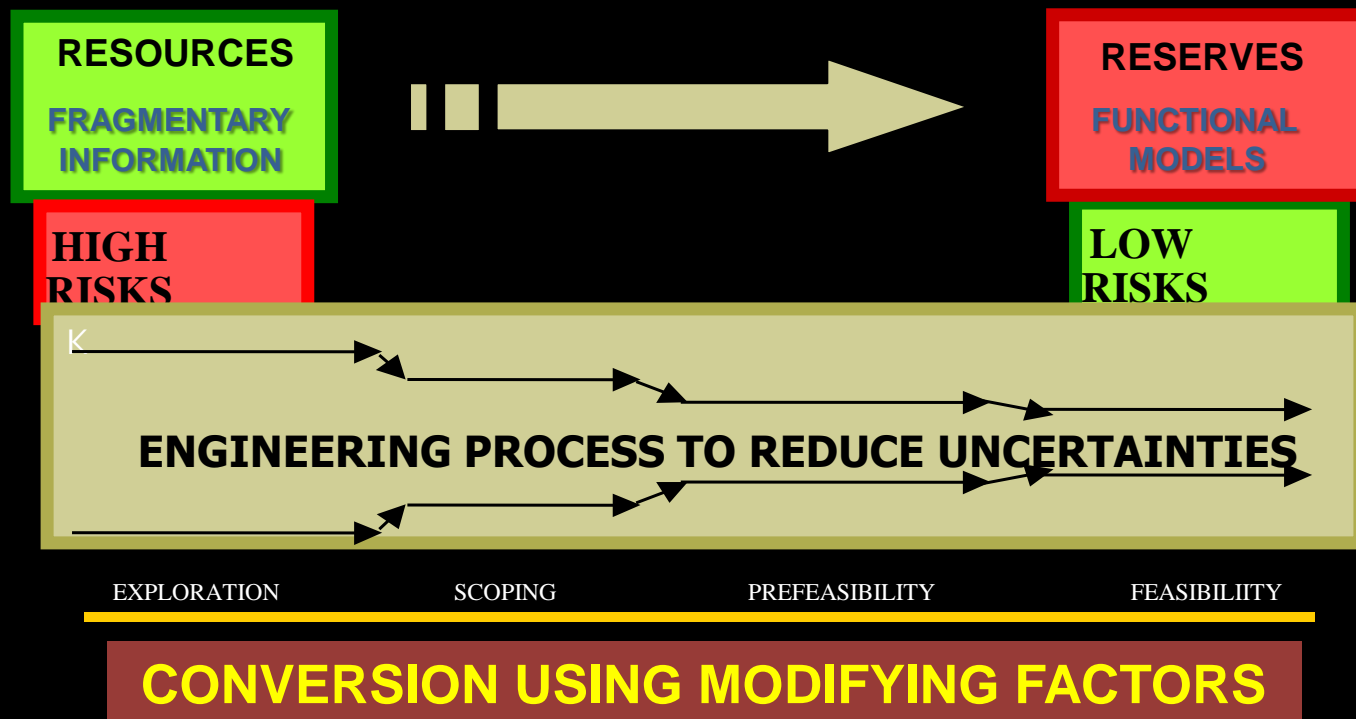 RESOURCES
FRAGMENTARY
INFORMATION
RESERVES
FUNCTIONAL
MODELS
HIGH
RISKS
LOW
RISKS
K
ENGINEERING PROCESS TO REDUCE UNCERTAINTIES
EXPLORATION SCOPING PREFEASIBILITY FEASIBILIITY
CONVERSION USING MODIFYING FACTORS